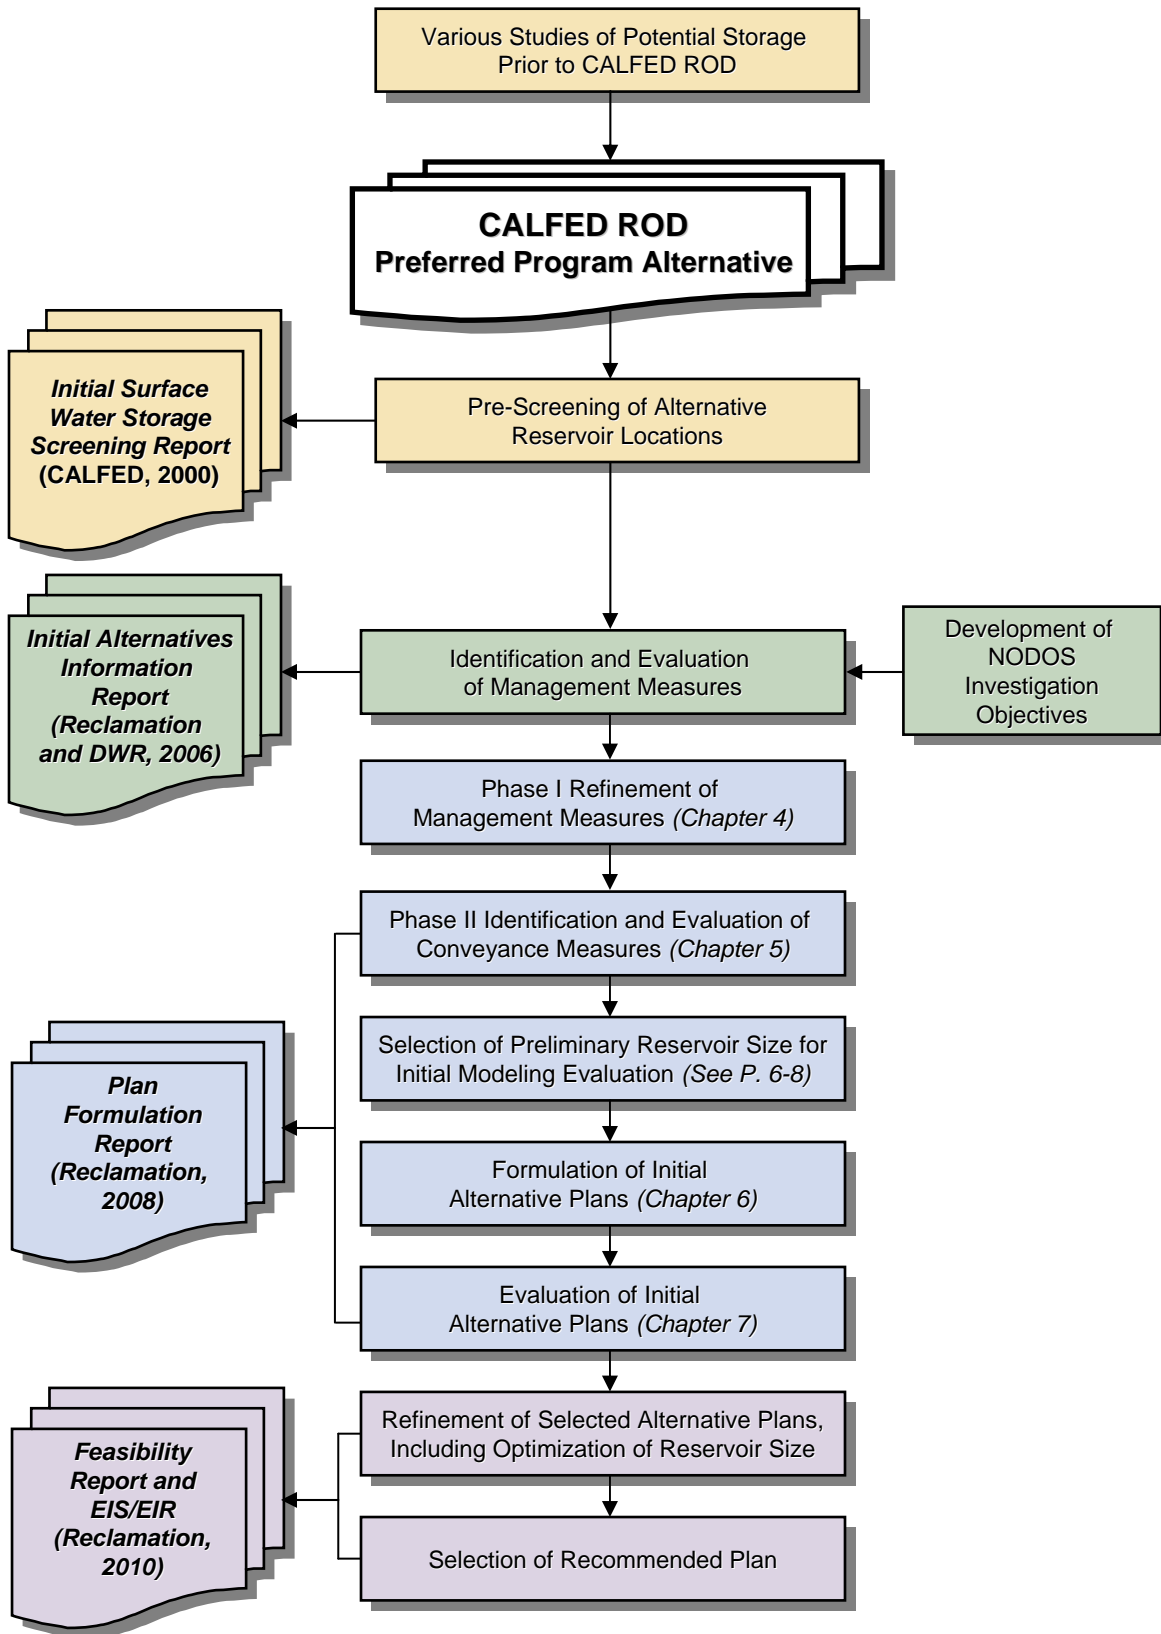 Various Studies of Potential Storage
Prior to CALFED ROD
CALFED ROD
Preferred Program Alternative
Initial Surface
Water Storage
Screening Report
(CALFED, 2000)
Pre-Screening of Alternative
Reservoir Locations
Initial Alternatives
Information
Report
(Reclamation
and DWR, 2006)
Identification and Evaluation
of Management Measures
Development of
NODOS
Investigation
Objectives
Phase I Refinement of
Management Measures (Chapter 4)
Phase II Identification and Evaluation of
Conveyance Measures (Chapter 5)
Selection of Preliminary Reservoir Size for
Initial Modeling Evaluation (See P. 6-8)
Plan
Formulation
Report
(Reclamation,
2008)
Formulation of Initial
Alternative Plans (Chapter 6)
Evaluation of Initial
Alternative Plans (Chapter 7)
Refinement of Selected Alternative Plans,
Including Optimization of Reservoir Size
Feasibility
Report and
EIS/EIR
(Reclamation,
2010)
Selection of Recommended Plan